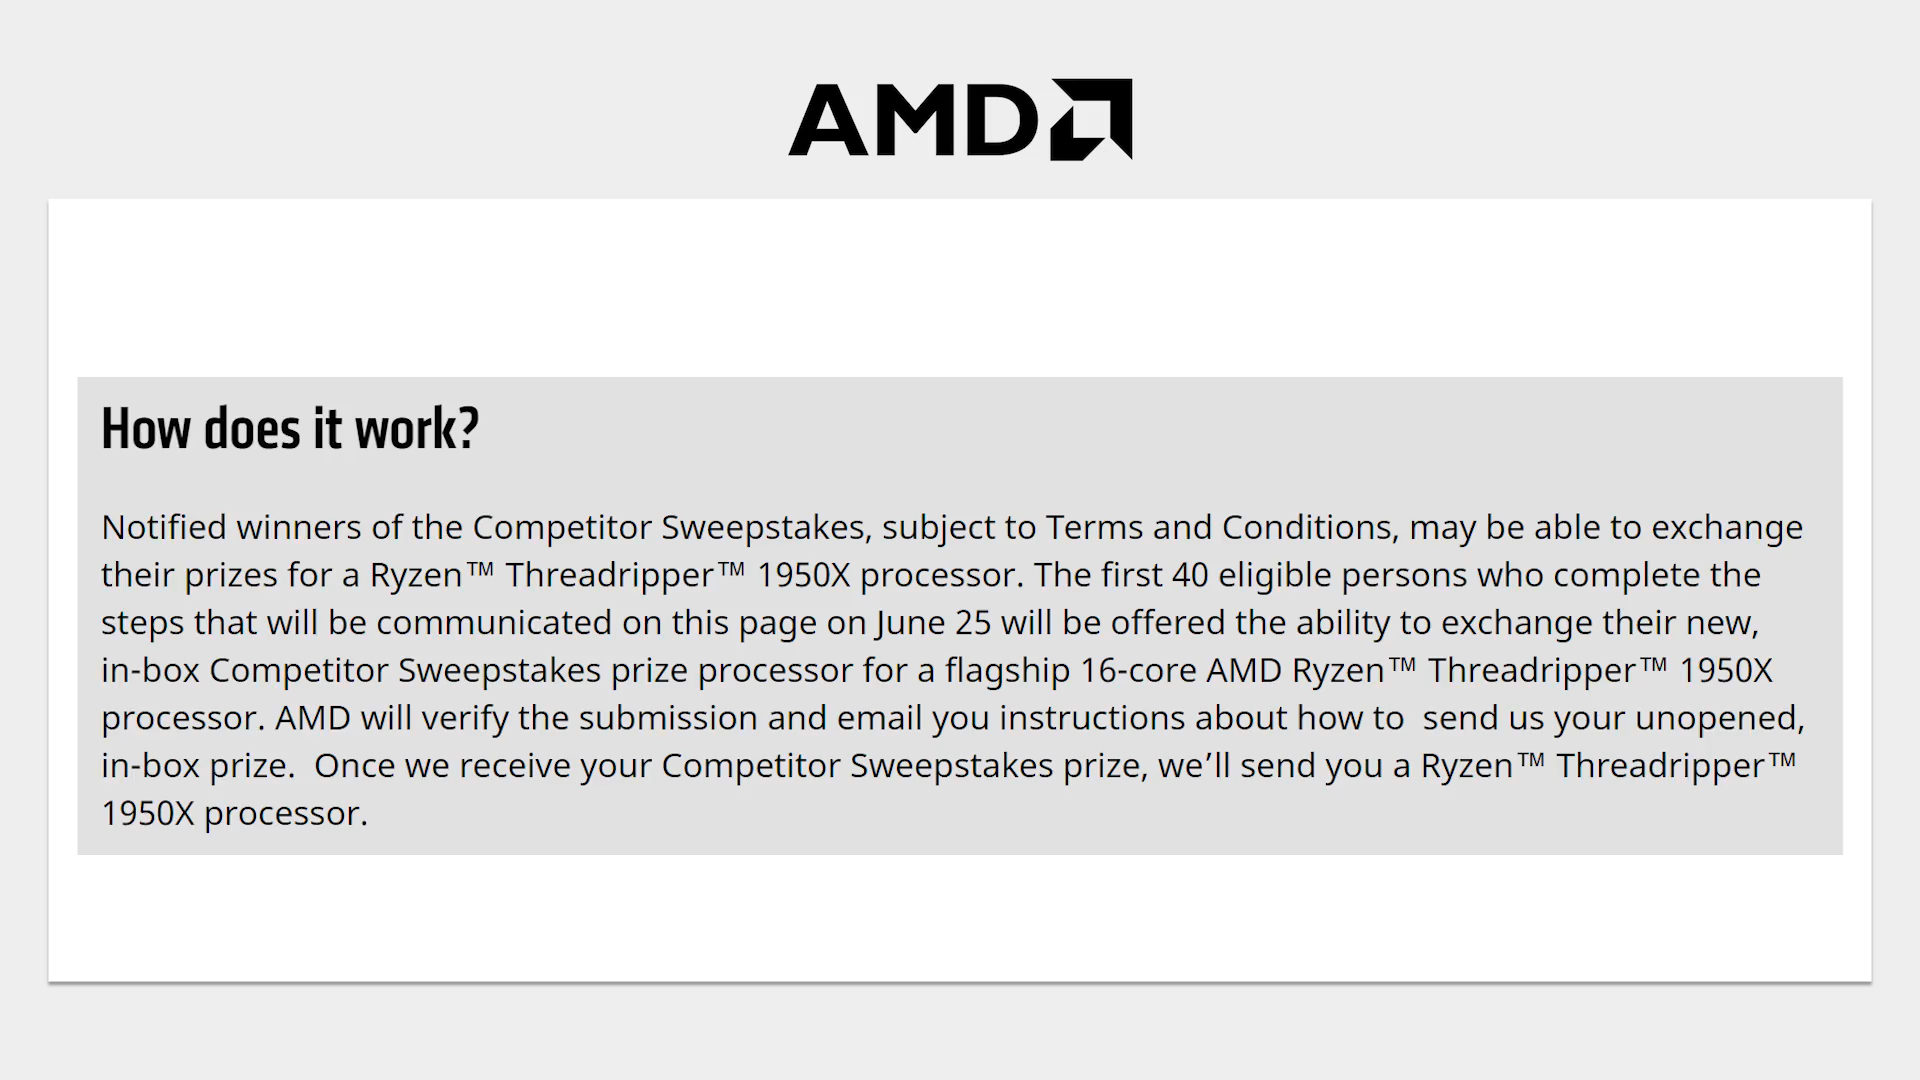 AMD
How does it work?
Notified winners of the Competitor Sweepstakes, subject to Terms and Conditions, may be able to exchange
their prizes for a Ryzen™ Threadripper™ 1950X processor. The first 40 eligible persons who complete the
steps that will be communicated on this page on June 25 will be offered the ability to exchange their new,
in-box Competitor Sweepstakes prize processor for a flagship 16-core AMD Ryzen™ Threadripper™ 1950X
processor. AMD will verify the submission and email you instructions about how to  send us your unopened,
in-box prize.  Once we receive your Competitor Sweepstakes prize, we’ll send you a Ryzen™ Threadripper™
1950X processor.